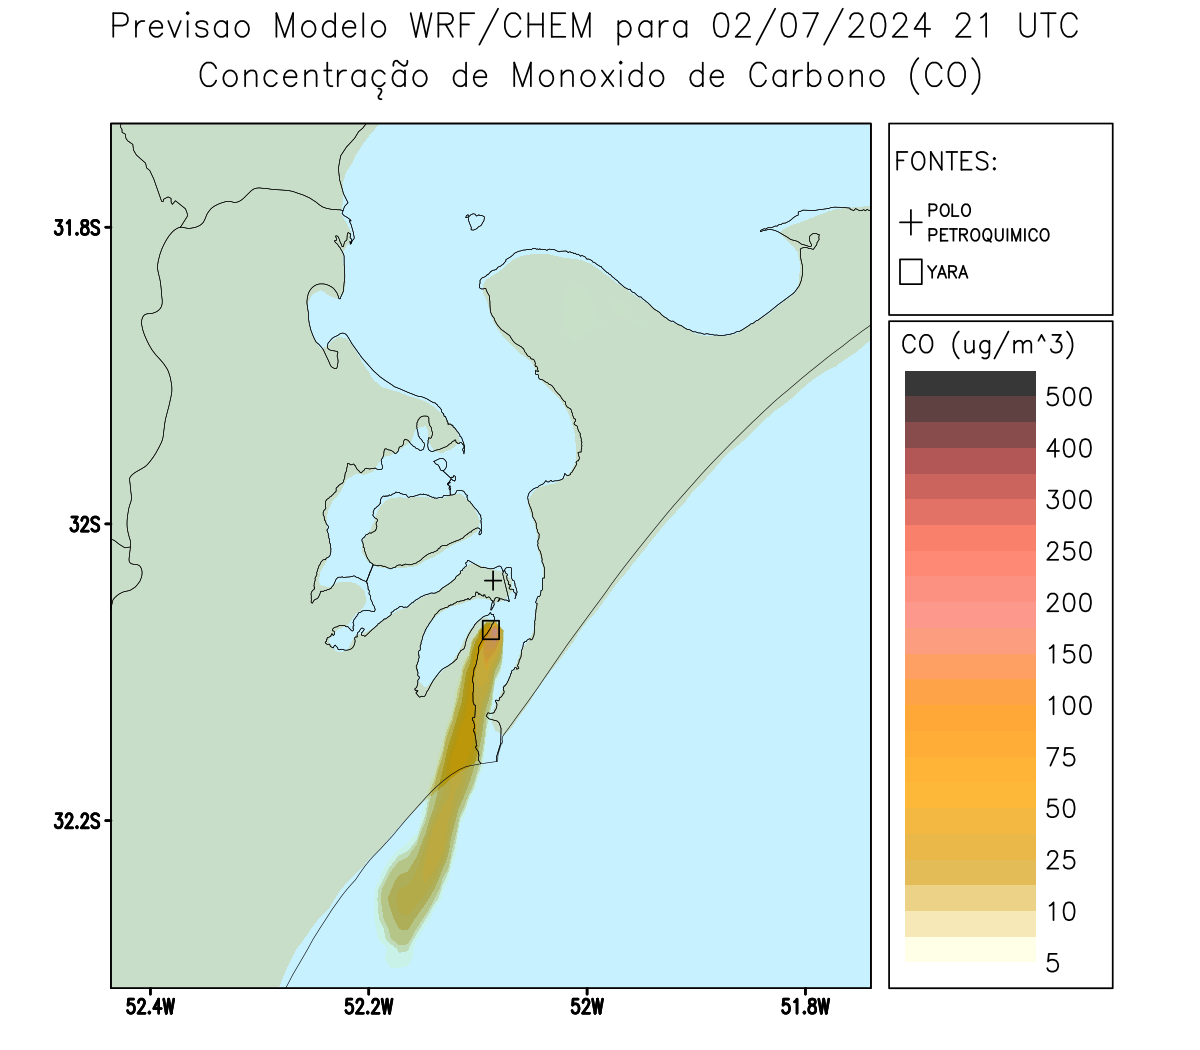 Previsao Modelo WRF/CHEM para 02/07/2024 21 UTC
Concentração de Monoxido de Carbono (CO)
FONTES:
POLO
PETROQUIMICO
YARA
CO (ug/m^3)
500
400
300
250
200
150
100
75
50
25
10
5
31.8S
32S
32.2S
52.4W
52.2W
52W
51.8W